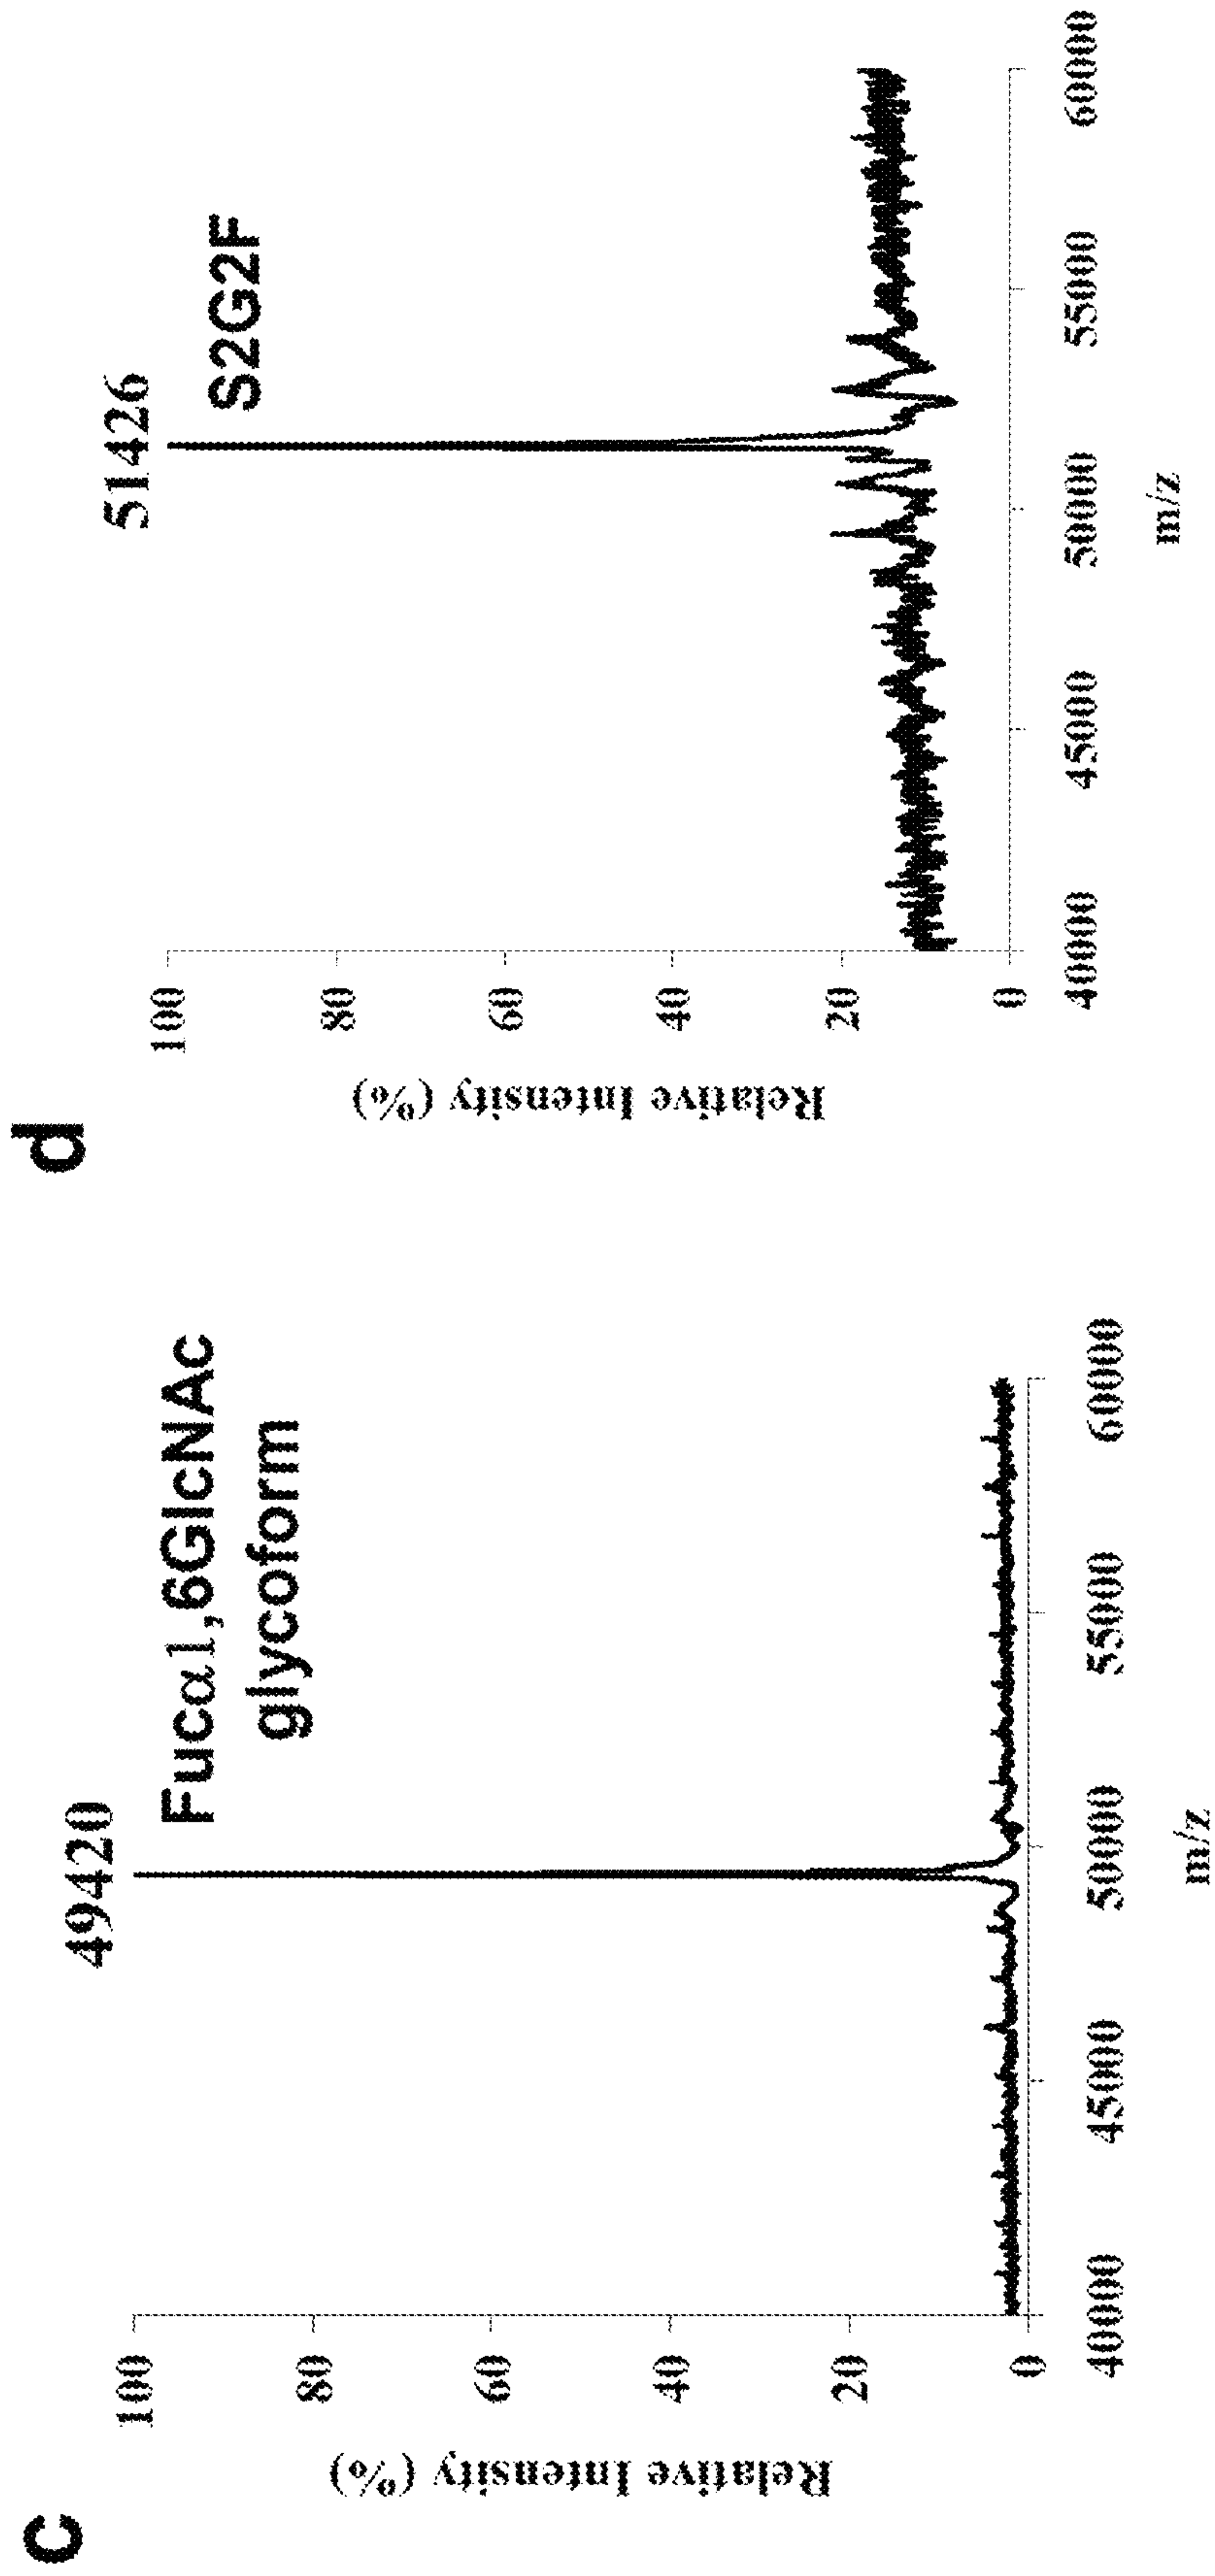 c
49420
Fucα1,6GlcNAc
glycoform
Relative Intensity (%)
100
80
60
40
20
0
40000
45000
50000
55000
60000
m/z
d
51426
S2G2F
Relative Intensity (%)
100
80
60
40
20
0
40000
45000
50000
55000
60000
m/z